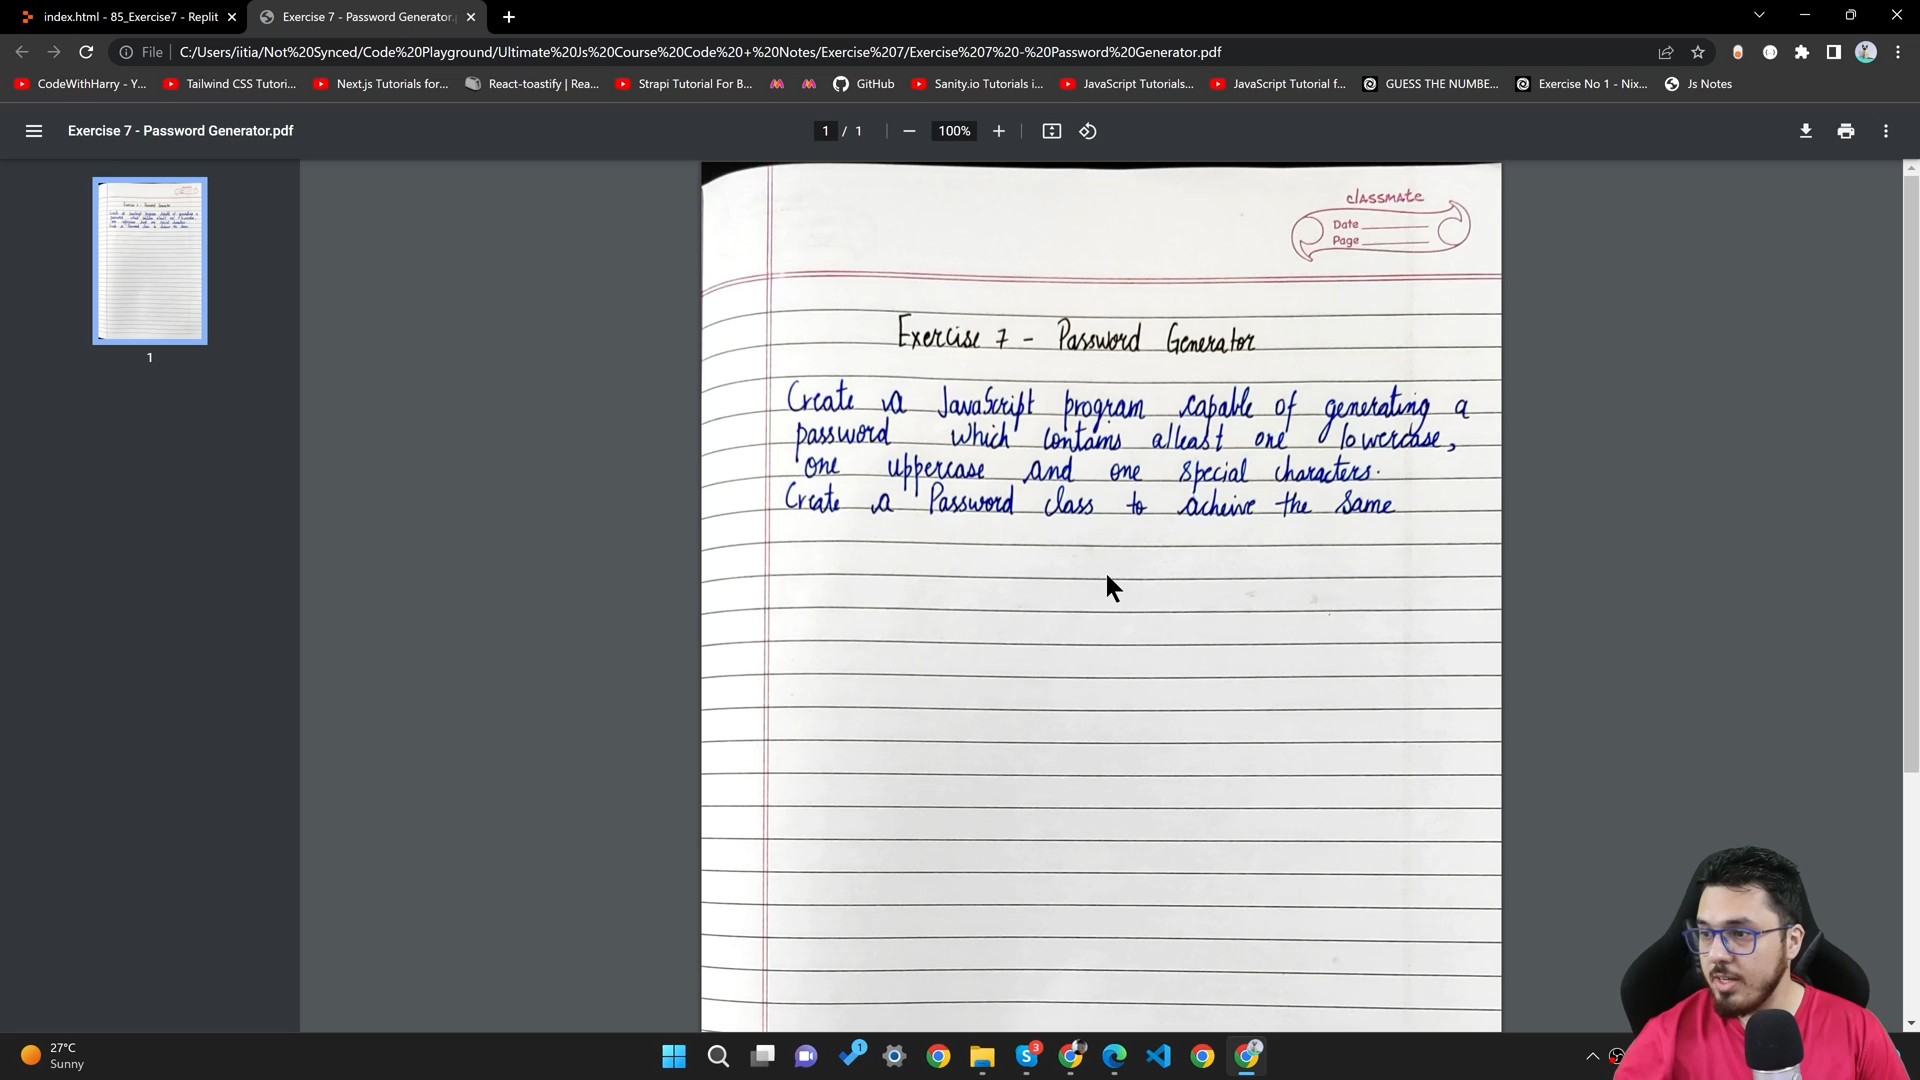 index.html - 85_Exercise7 - Replit
Exercise 7 - Password Generator.
File
C:/Users/iitia/Not%20Synced/Code%20Playground/Ultimate%20Js%20Course%20Code%20+%20Notes/Exercise%207/Exercise%207%20-%20Password%20Generator.pdf
CodeWithHarry - Y...
Tailwind CSS Tutori...
Next.js Tutorials for...
React-toastify | Rea...
Strapi Tutorial For B...
GitHub
Sanity.io Tutorials i...
JavaScript Tutorials...
JavaScript Tutorial f...
GUESS THE NUMBE...
Exercise No 1 - Nix...
Js Notes
Exercise 7 - Password Generator.pdf
1 / 1
100%
1
classmate
Date
Page
Exercise 7 - Password Generator
Create a JavaScript program capable of generating a
password which contains atleast one lowercase,
one uppercase and one special characters.
Create a Password class to acheive the same
27°C
Sunny
1
3